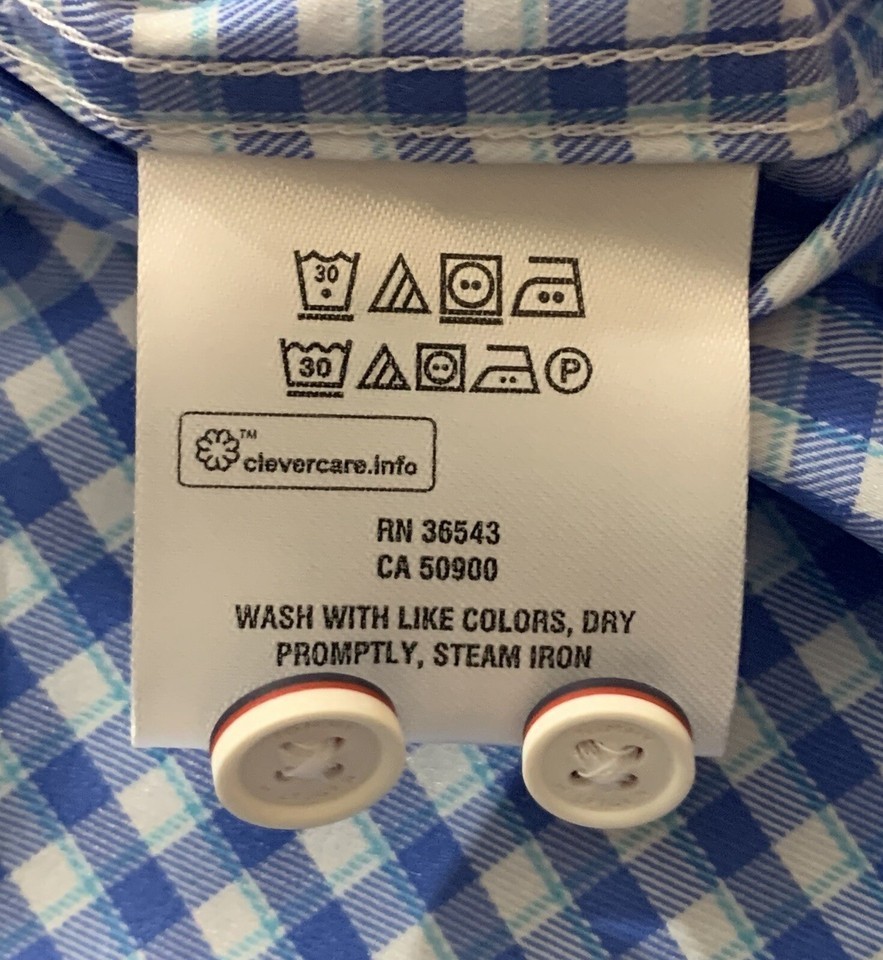 30
30 P
TM
clevercare.info
RN 36543
CA 50900
WASH WITH LIKE COLORS, DRY
PROMPTLY, STEAM IRON